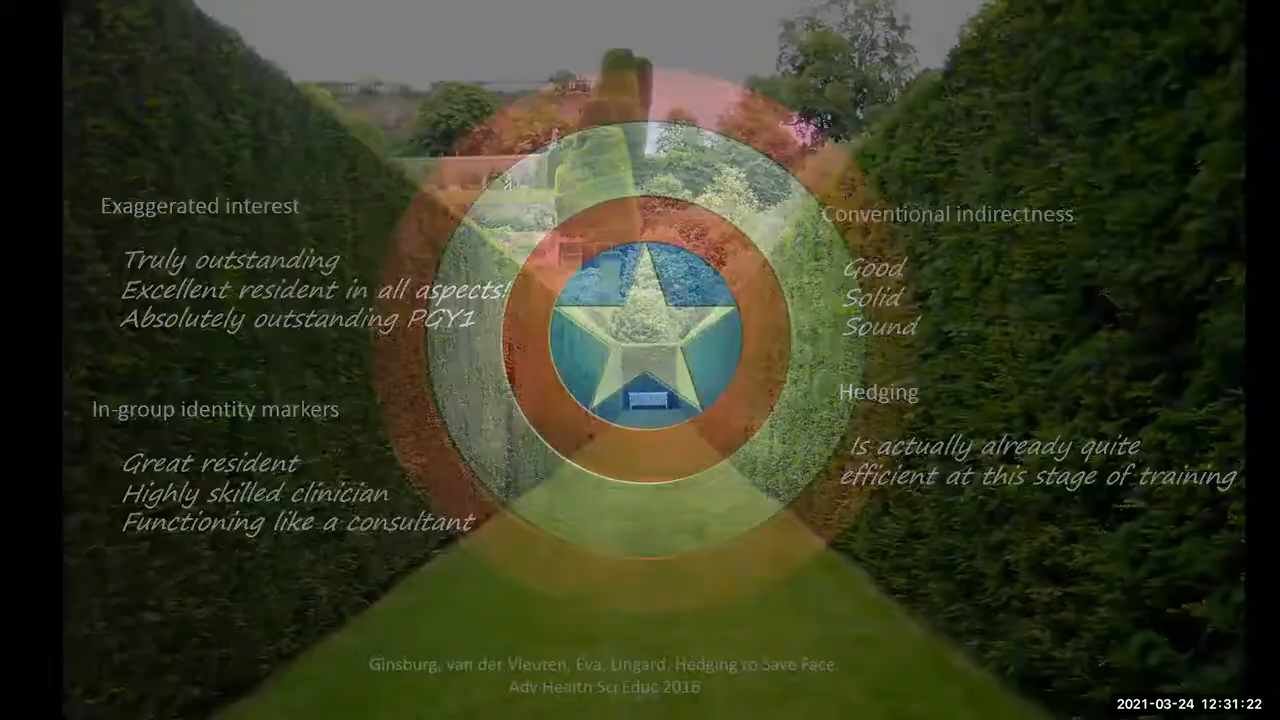 Exaggerated interest
Truly outstanding
Excellent resident in all aspects!
Absolutely outstanding PGY1
In-group identity markers
Great resident
Highly skilled clinician
Functioning like a consultant
Conventional indirectness
Good
Solid
Sound
Hedging
Is actually already quite
efficient at this stage of training
Ginsburg, van der Vleuten, Eva, Lingard. Hedging to Save Face.
Adv Health Sci Educ 2016
2021-03-24 12:31:22